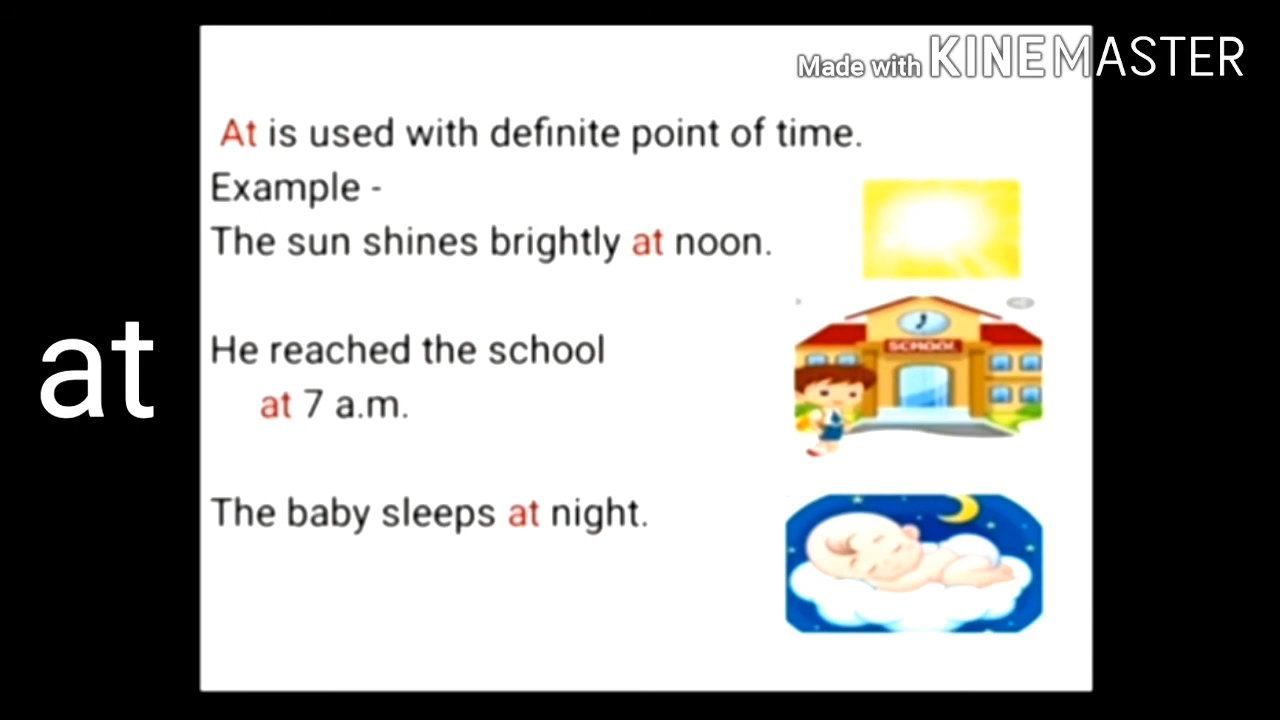 Made with KINEMASTER
At is used with definite point of time.
Example -
The sun shines brightly at noon.
at
He reached the school
at 7 a.m.
SCHOOL
The baby sleeps at night.